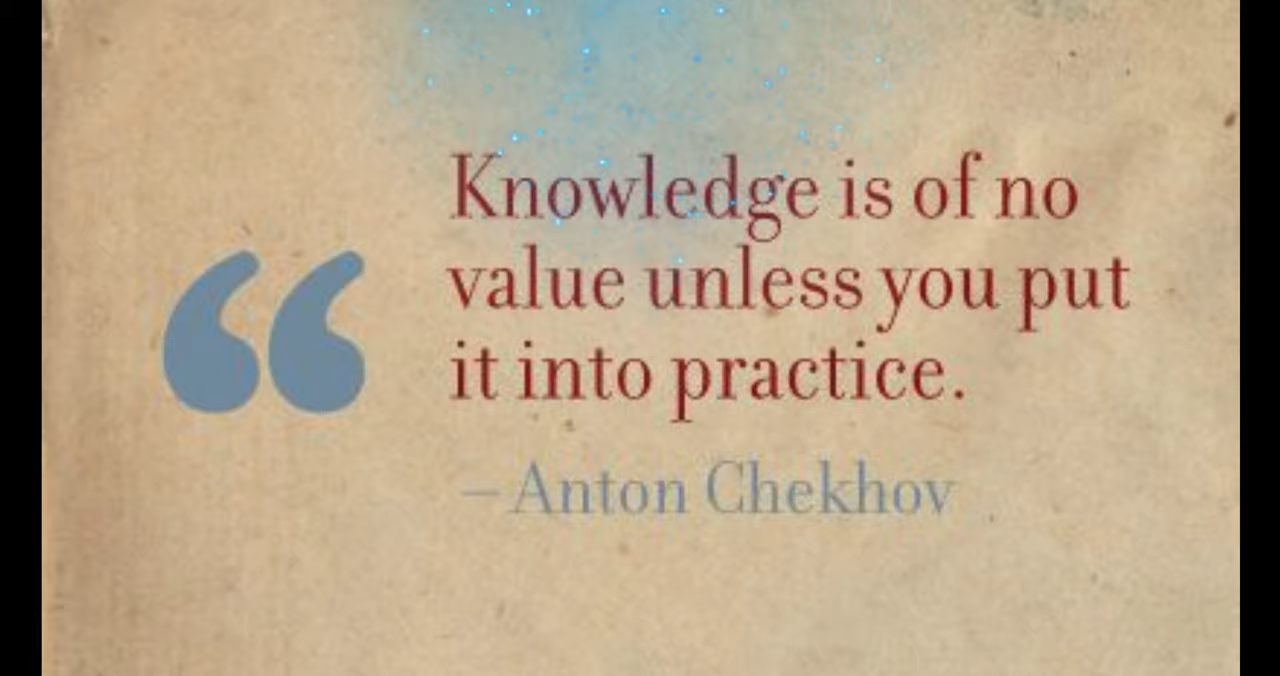 “
Knowledge is of no
value unless you put
it into practice.
– Anton Chekhov